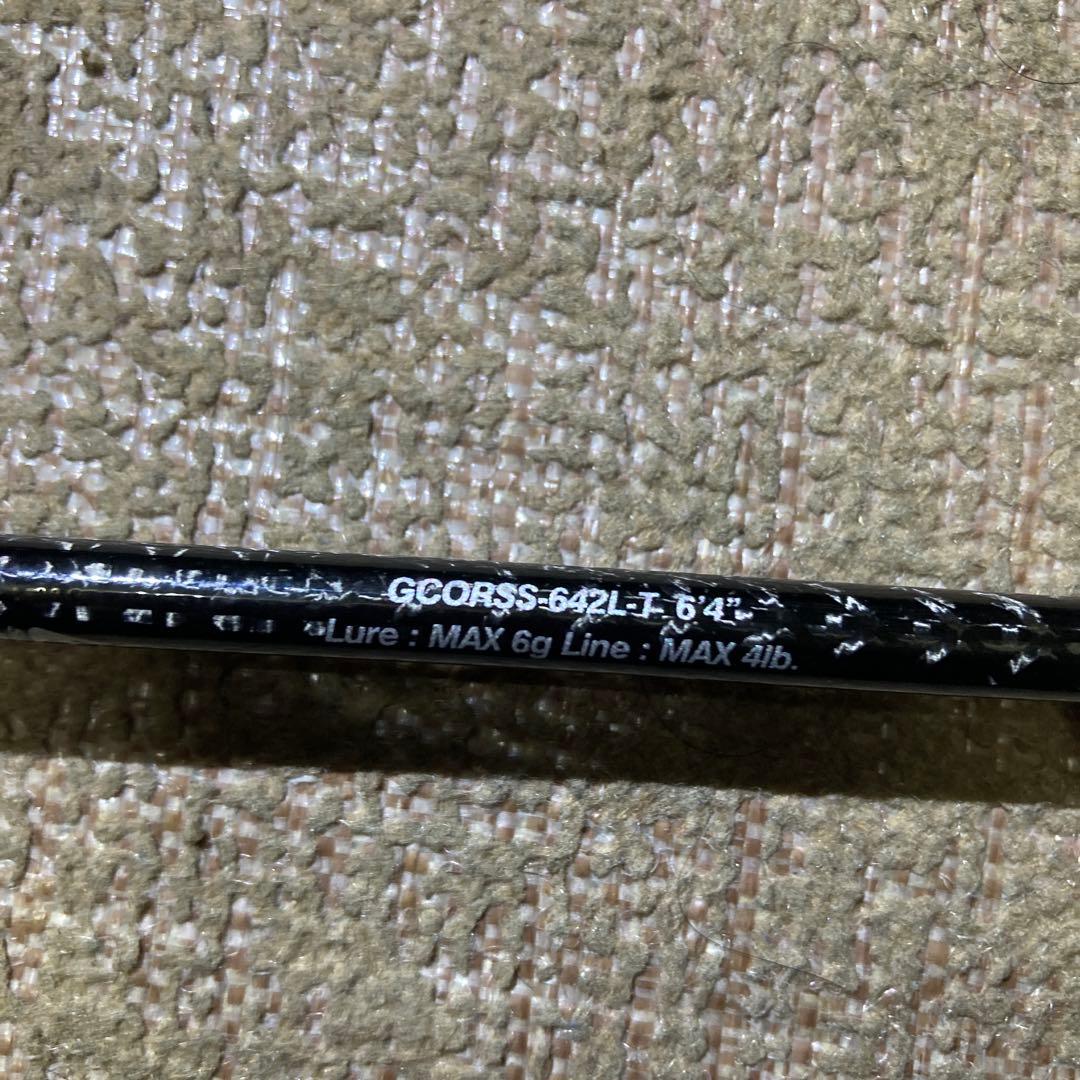 GCORSS-642L-T 6'4"
Lure : MAX 6g Line : MAX 4lb.